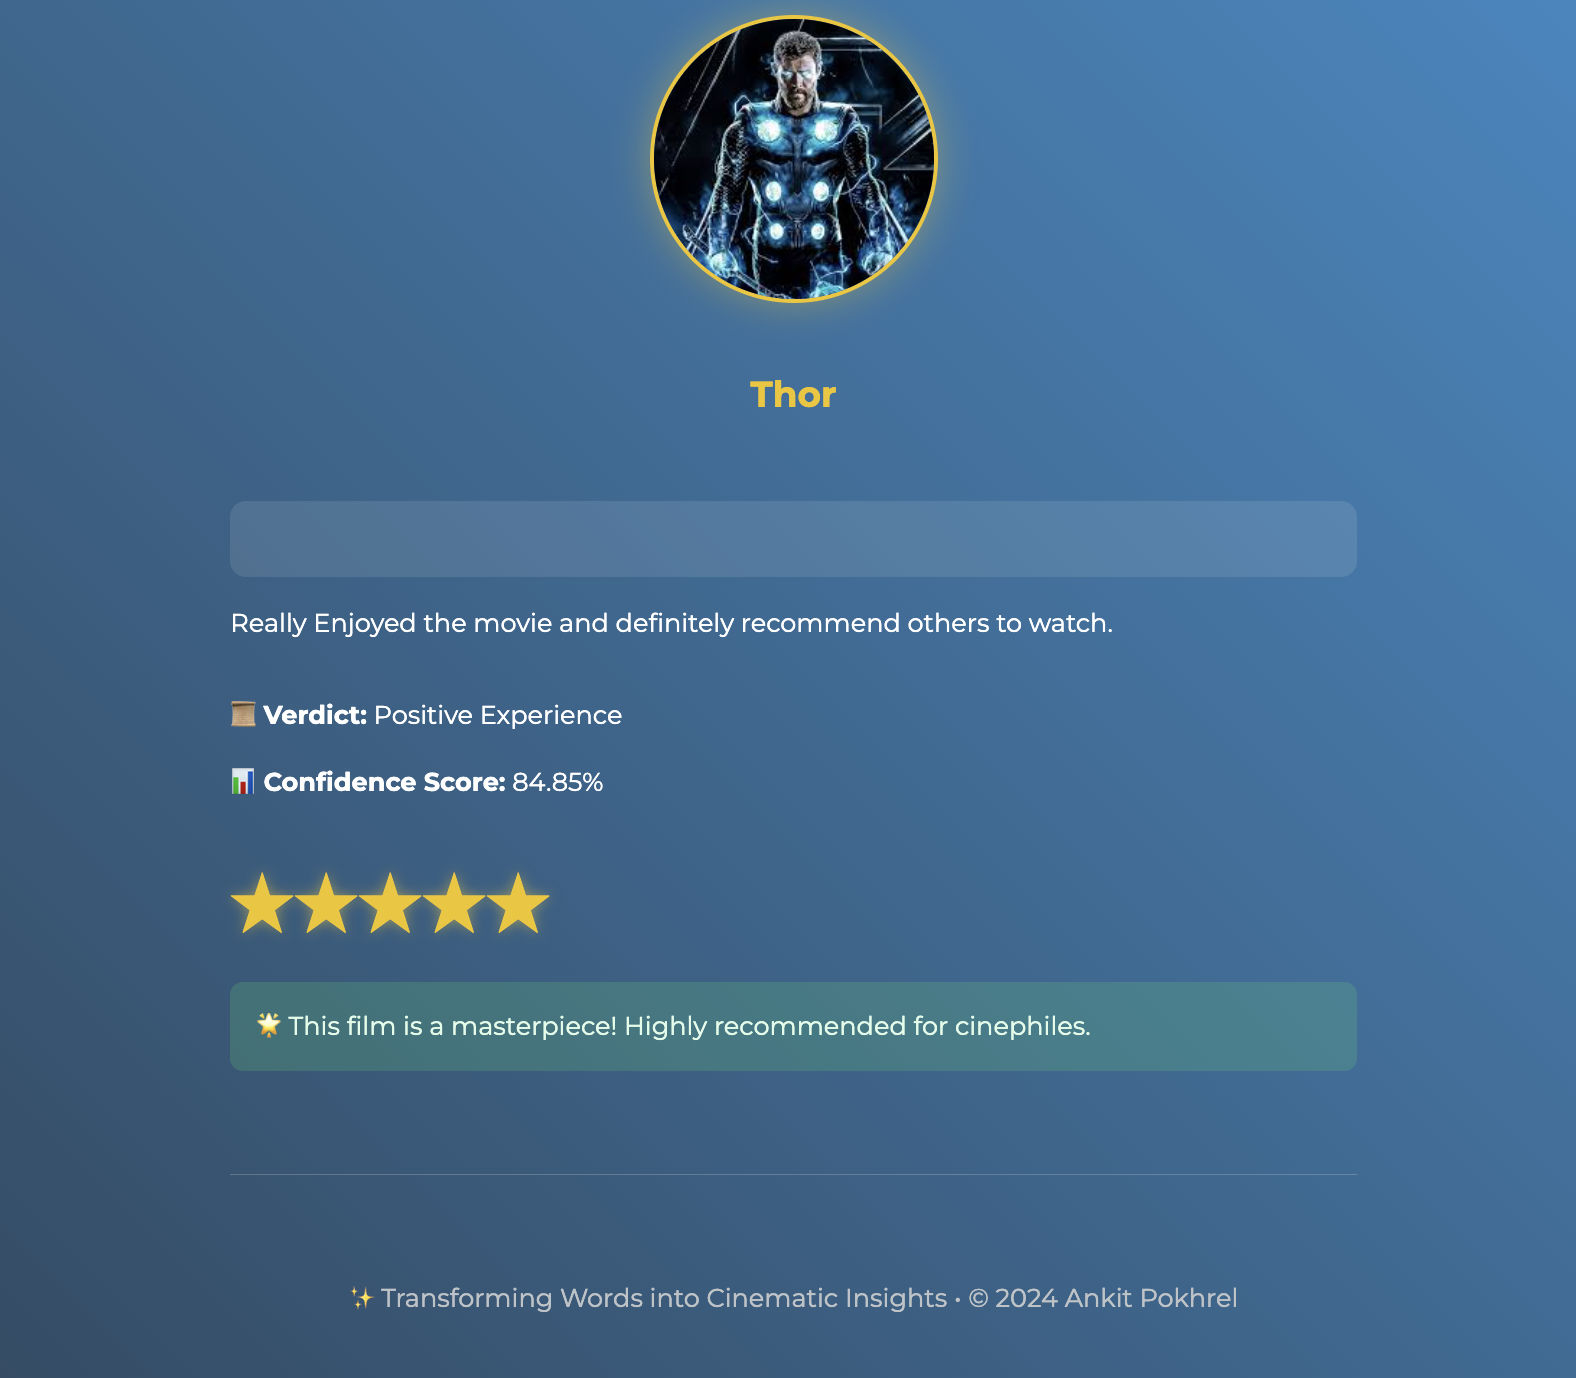 Thor
Really Enjoyed the movie and definitely recommend others to watch.
📜 Verdict: Positive Experience
📊 Confidence Score: 84.85%
★★★★★
🌟 This film is a masterpiece! Highly recommended for cinephiles.
✨ Transforming Words into Cinematic Insights • © 2024 Ankit Pokhrel